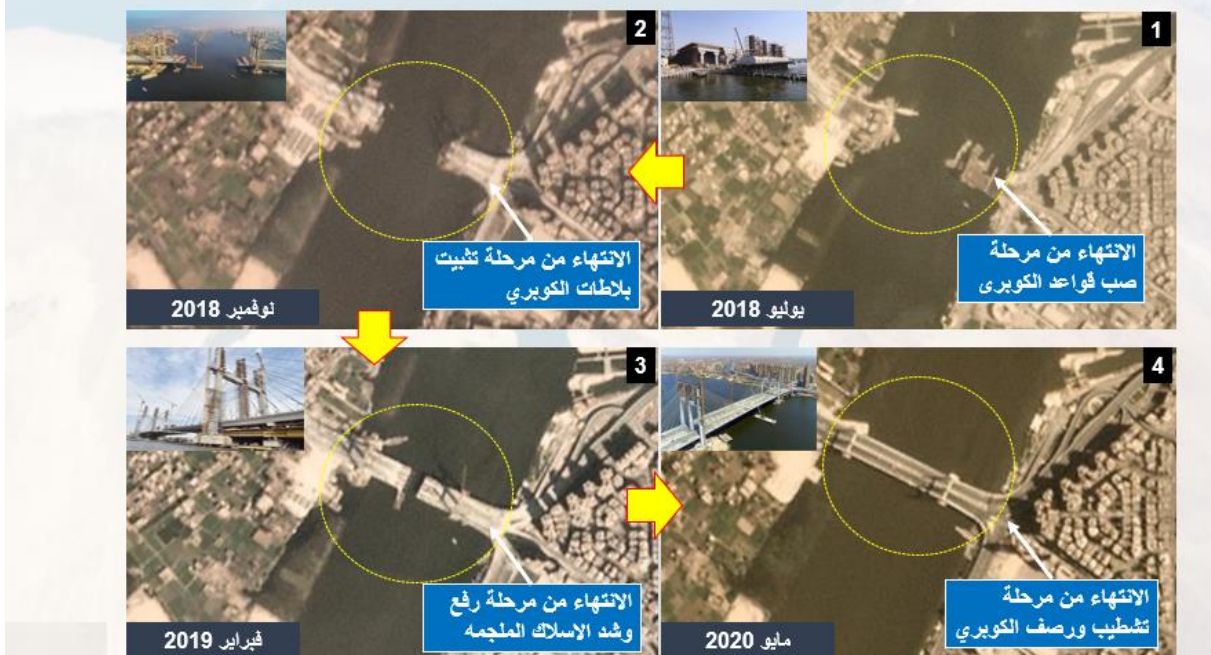 1
الانتهاء من مرحلة
صب قواعد الكوبرى
يوليو 2018
2
الانتهاء من مرحلة تثبيت
بلاطات الكوبري
نوفمبر 2018
3
الانتهاء من مرحلة رفع
وشد الاسلاك الملجمه
فبراير 2019
4
الانتهاء من مرحلة
تشطيب ورصف الكوبري
مايو 2020